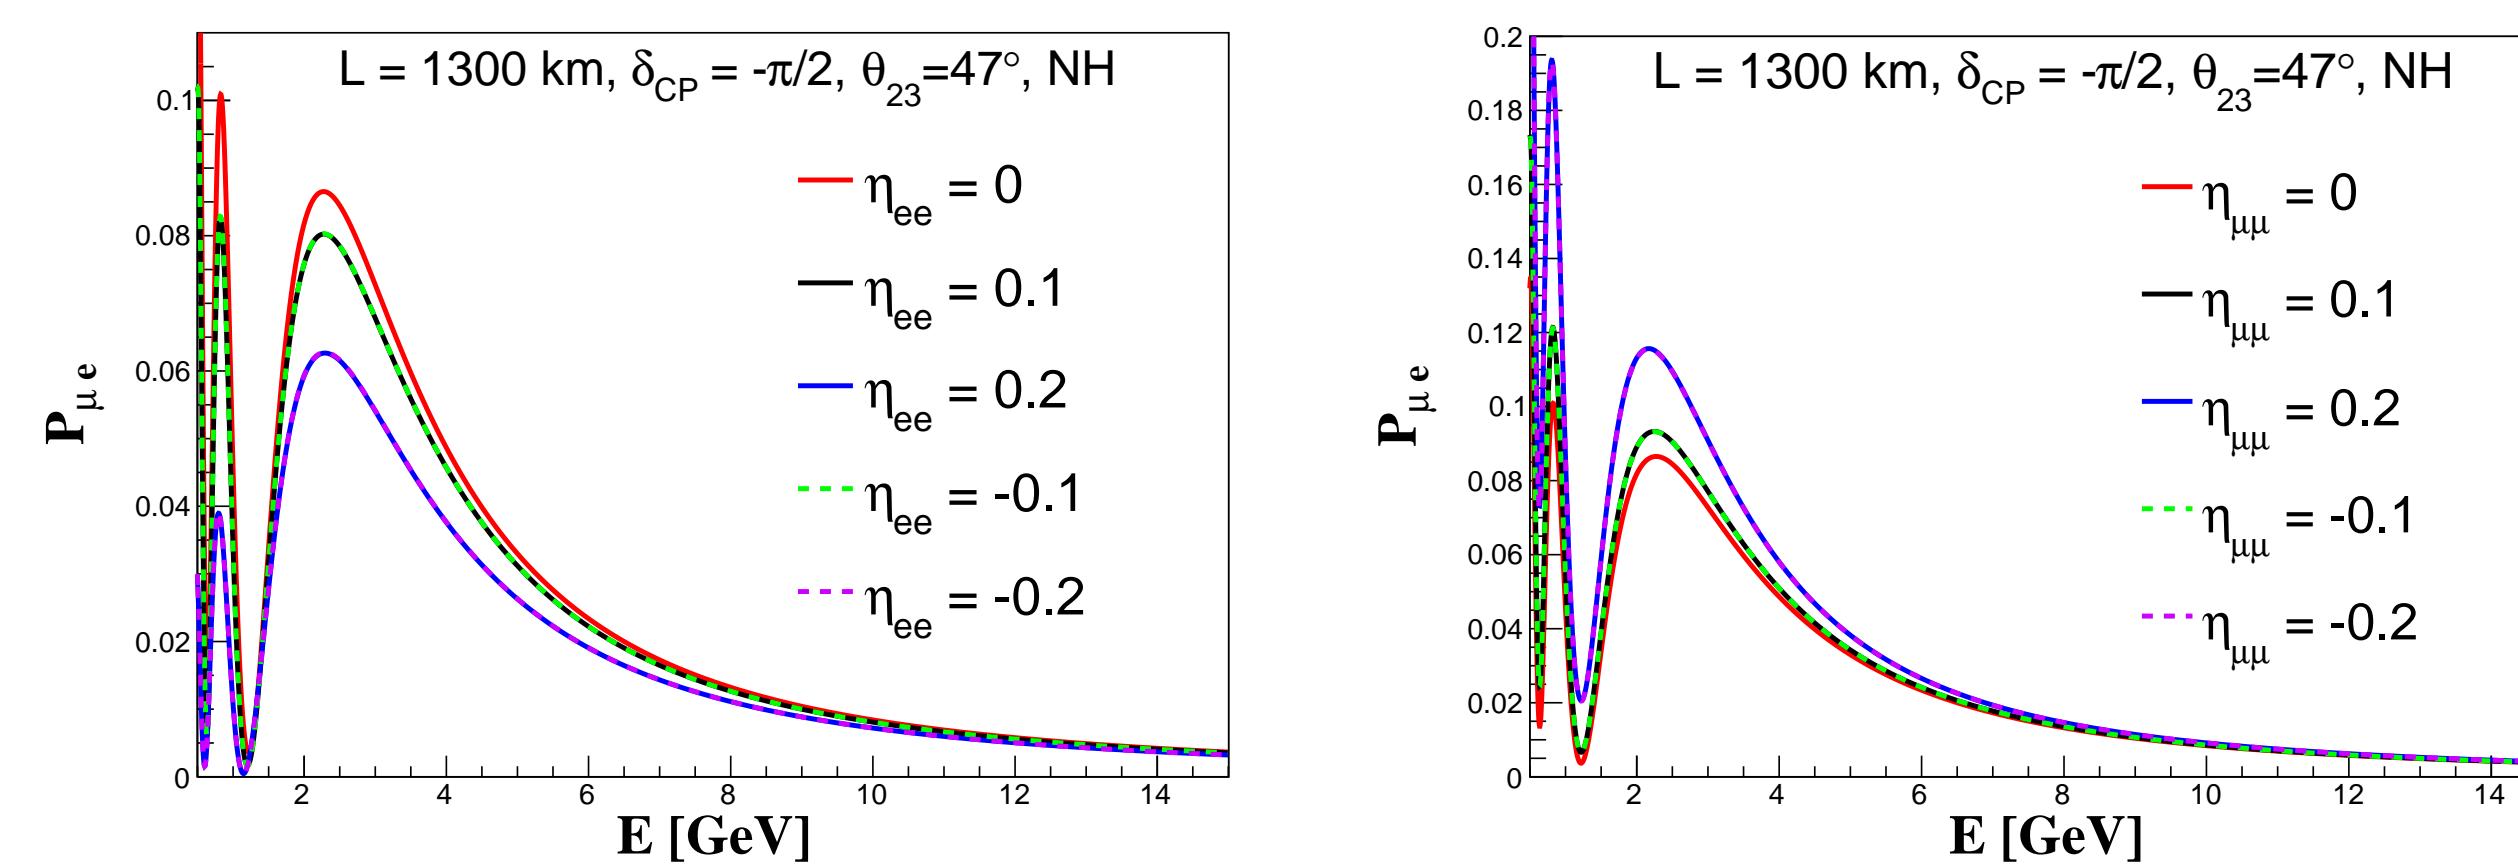 L = 1300 km, δCP = -π/2, θ23=47°, NH
ηee = 0
ηee = 0.1
ηee = 0.2
ηee = -0.1
ηee = -0.2
0.1
0.08
0.06
0.04
0.02
0
2 4 6 8 10 12 14
Pμ e
E [GeV]
L = 1300 km, δCP = -π/2, θ23=47°, NH
ημμ = 0
ημμ = 0.1
ημμ = 0.2
ημμ = -0.1
ημμ = -0.2
0.2
0.18
0.16
0.14
0.12
0.1
0.08
0.06
0.04
0.02
0
2 4 6 8 10 12 14
Pμ e
E [GeV]